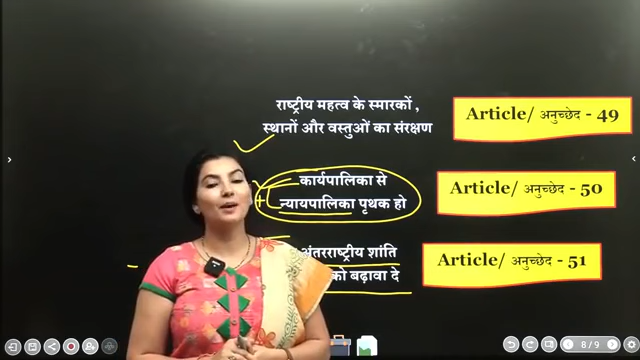 राष्ट्रीय महत्व के स्मारकों ,
स्थानों और वस्तुओं का संरक्षण
Article/ अनुच्छेद - 49
कार्यपालिका से
न्यायपालिका पृथक हो
Article/ अनुच्छेद - 50
अंतरराष्ट्रीय शांति
को बढ़ावा दे
Article/ अनुच्छेद - 51
8/9